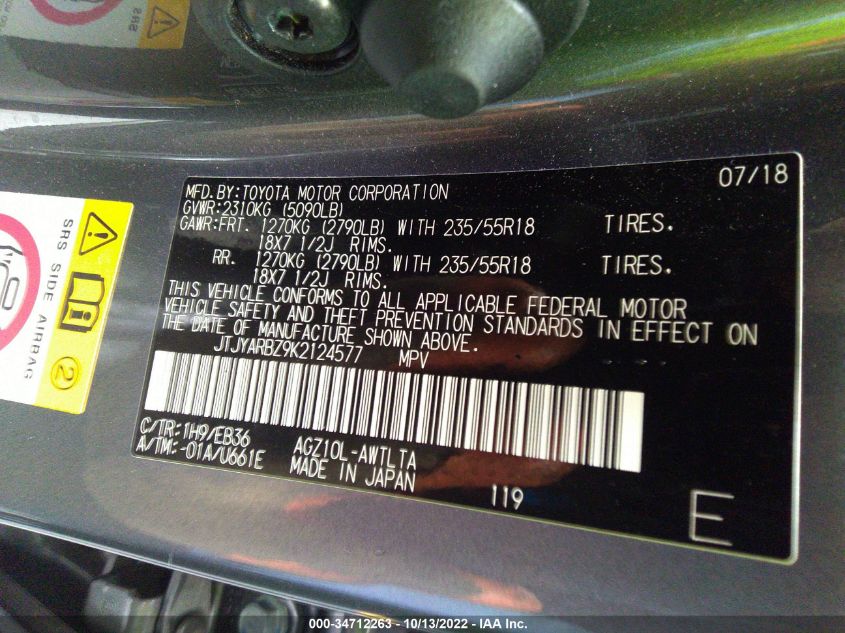 MFD. BY: TOYOTA MOTOR CORPORATION 07/18
GVWR: 2310KG (5090LB)
GAWR: FRT. 1270KG (2790LB) WITH 235/55R18 TIRES.
18X7 1/2J RIMS.
RR. 1270KG (2790LB) WITH 235/55R18 TIRES.
18X7 1/2J RIMS.
THIS VEHICLE CONFORMS TO ALL APPLICABLE FEDERAL MOTOR
VEHICLE SAFETY AND THEFT PREVENTION STANDARDS IN EFFECT ON
THE DATE OF MANUFACTURE SHOWN ABOVE.
JTJYARBZ9K2124577 MPV
C/TR: 1H9/EB36 AGZ10L-AWTLTA
A/TM: -01A/U661E MADE IN JAPAN
119
E
SRS SIDE AIRBAG
2
SRS
000-34712263 - 10/13/2022 - IAA Inc.